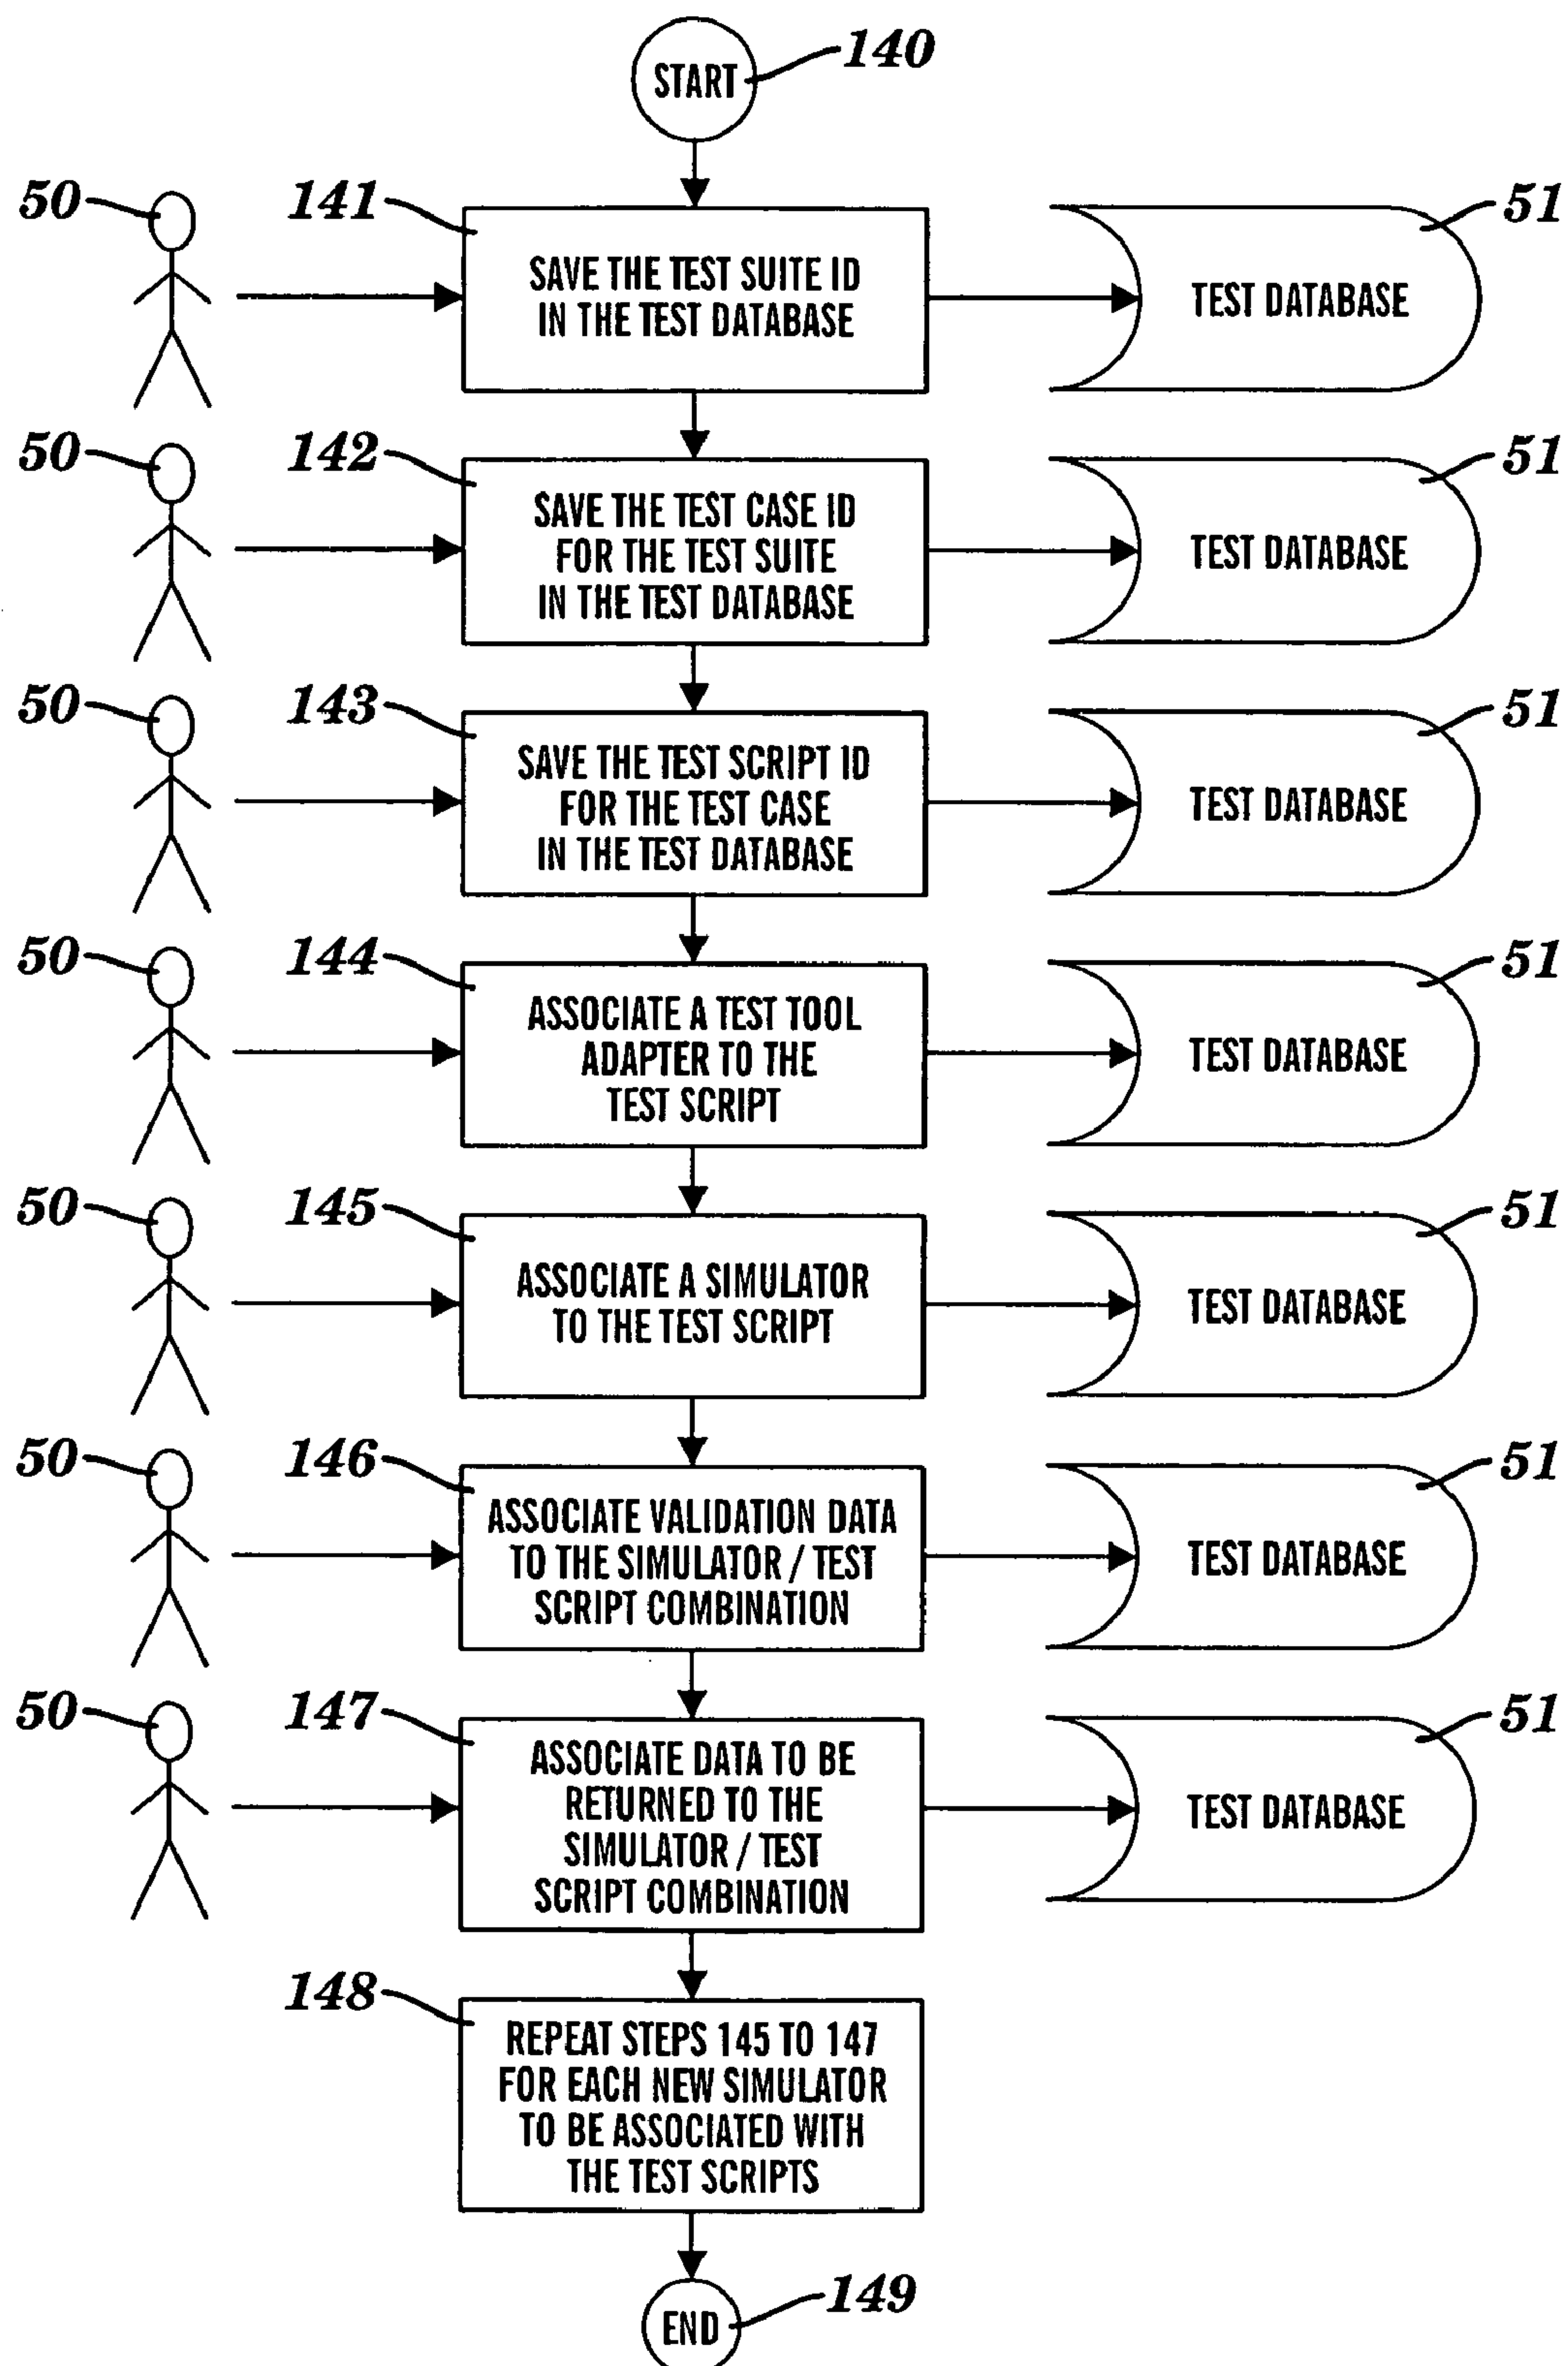 START
140
50
141
SAVE THE TEST SUITE ID
IN THE TEST DATABASE
TEST DATABASE
51
50
142
SAVE THE TEST CASE ID
FOR THE TEST SUITE
IN THE TEST DATABASE
TEST DATABASE
51
50
143
SAVE THE TEST SCRIPT ID
FOR THE TEST CASE
IN THE TEST DATABASE
TEST DATABASE
51
50
144
ASSOCIATE A TEST TOOL
ADAPTER TO THE
TEST SCRIPT
TEST DATABASE
51
50
145
ASSOCIATE A SIMULATOR
TO THE TEST SCRIPT
TEST DATABASE
51
50
146
ASSOCIATE VALIDATION DATA
TO THE SIMULATOR / TEST
SCRIPT COMBINATION
TEST DATABASE
51
50
147
ASSOCIATE DATA TO BE
RETURNED TO THE
SIMULATOR / TEST
SCRIPT COMBINATION
TEST DATABASE
51
148
REPEAT STEPS 145 TO 147
FOR EACH NEW SIMULATOR
TO BE ASSOCIATED WITH
THE TEST SCRIPTS
END
149